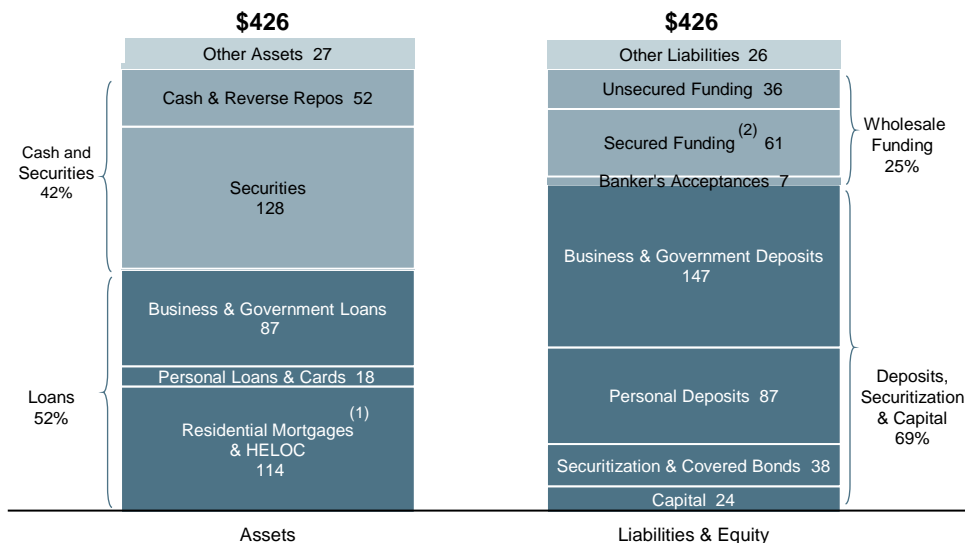 $426
Other Assets 27
Cash & Reverse Repos 52
Cash and
Securities
42%
Securities
128
Business & Government Loans
87
Personal Loans & Cards 18
Loans
52%
Residential Mortgages (1)
& HELOC
114
Assets
$426
Other Liabilities 26
Unsecured Funding 36
Secured Funding (2) 61
Banker's Acceptances 7
Wholesale
Funding
25%
Business & Government Deposits
147
Personal Deposits 87
Securitization & Covered Bonds 38
Capital 24
Deposits,
Securitization
& Capital
69%
Liabilities & Equity